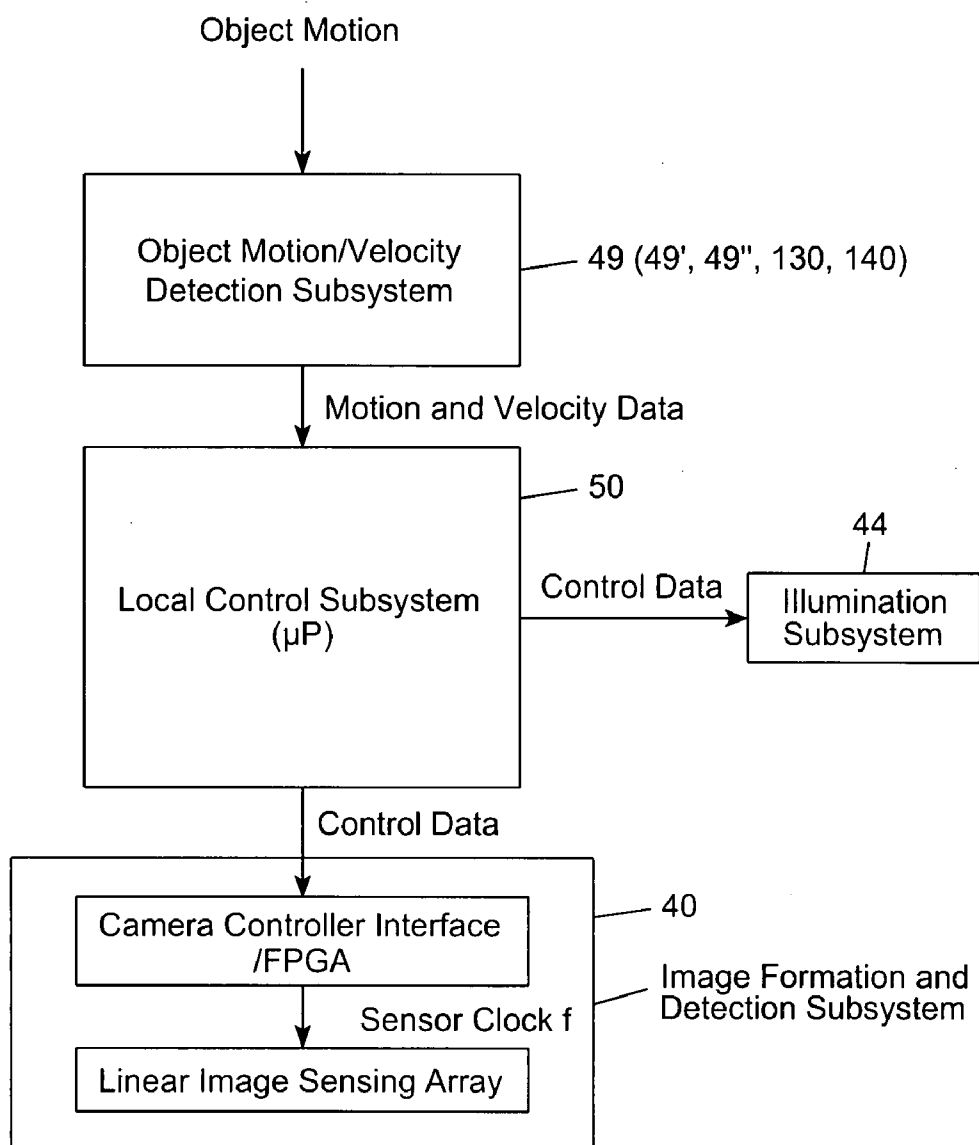 Object Motion
Object Motion/Velocity
Detection Subsystem
49 (49', 49", 130, 140)
Motion and Velocity Data
50
44
Local Control Subsystem
(µP)
Control Data
Illumination
Subsystem
Control Data
40
Camera Controller Interface
/FPGA
Image Formation and
Detection Subsystem
Sensor Clock f
Linear Image Sensing Array